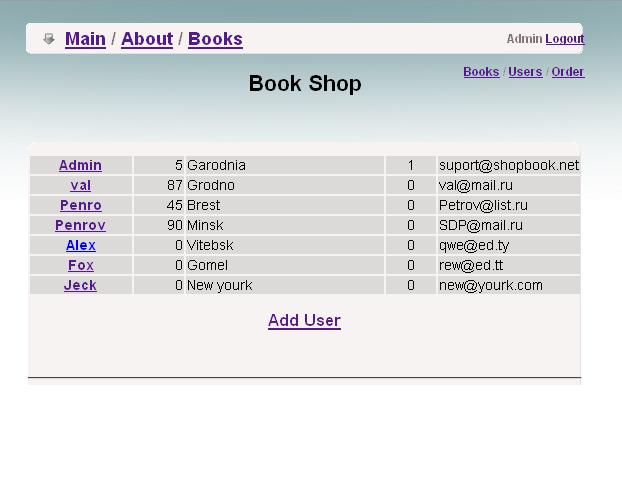 Main / About / Books
Admin Logout
Books / Users / Order
Book Shop
Admin 5 Garodnia 1 suport@shopbook.net
val 87 Grodno 0 val@mail.ru
Penro 45 Brest 0 Petrov@list.ru
Penrov 90 Minsk 0 SDP@mail.ru
Alex 0 Vitebsk 0 qwe@ed.ty
Fox 0 Gomel 0 rew@ed.tt
Jeck 0 New yourk 0 new@yourk.com
Add User